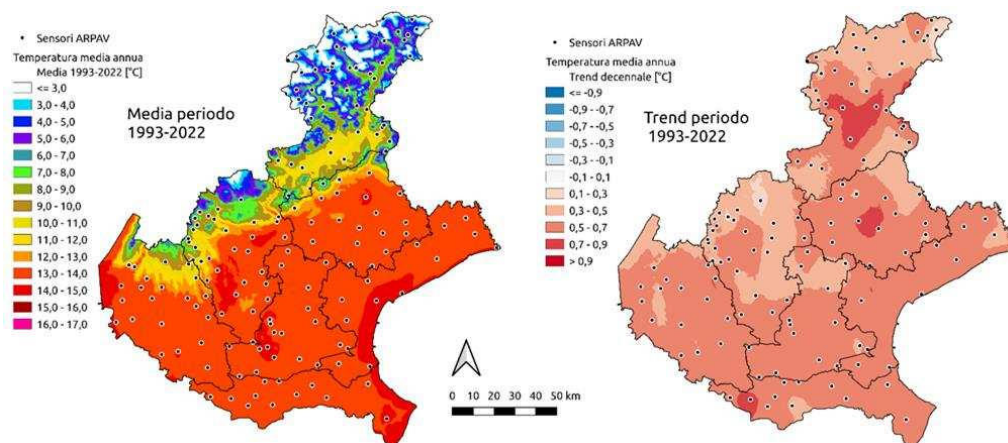 • Sensori ARPAV
Temperatura media annua
Media 1993-2022 [°C]
<= 3,0
3,0 - 4,0
4,0 - 5,0
5,0 - 6,0
6,0 - 7,0
7,0 - 8,0
8,0 - 9,0
9,0 - 10,0
10,0 - 11,0
11,0 - 12,0
12,0 - 13,0
13,0 - 14,0
14,0 - 15,0
15,0 - 16,0
16,0 - 17,0
Media periodo
1993-2022
0 10 20 30 40 50 km
• Sensori ARPAV
Temperatura media annua
Trend decennale [°C]
<= -0,9
-0,9 - -0,7
-0,7 - -0,5
-0,5 - -0,3
-0,3 - -0,1
-0,1 - 0,1
0,1 - 0,3
0,3 - 0,5
0,5 - 0,7
0,7 - 0,9
> 0,9
Trend periodo
1993-2022